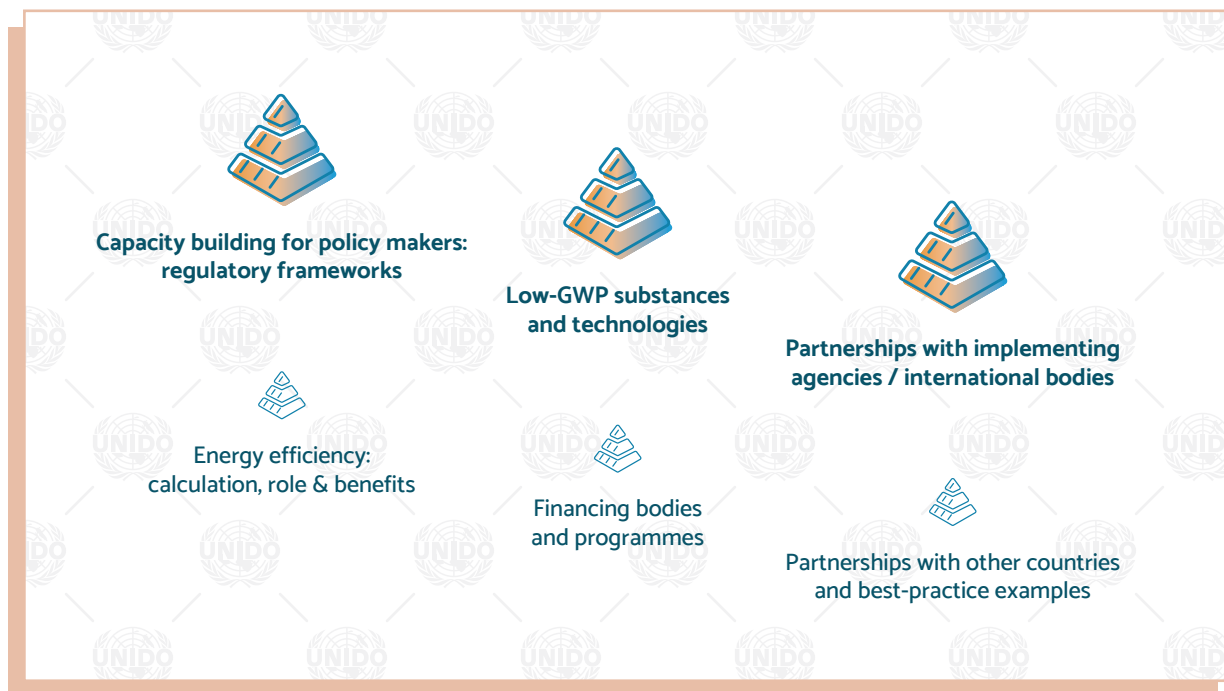 Capacity building for policy makers:
regulatory frameworks
Low-GWP substances
and technologies
Partnerships with implementing
agencies / international bodies
Energy efficiency:
calculation, role & benefits
Financing bodies
and programmes
Partnerships with other countries
and best-practice examples
UNIDO